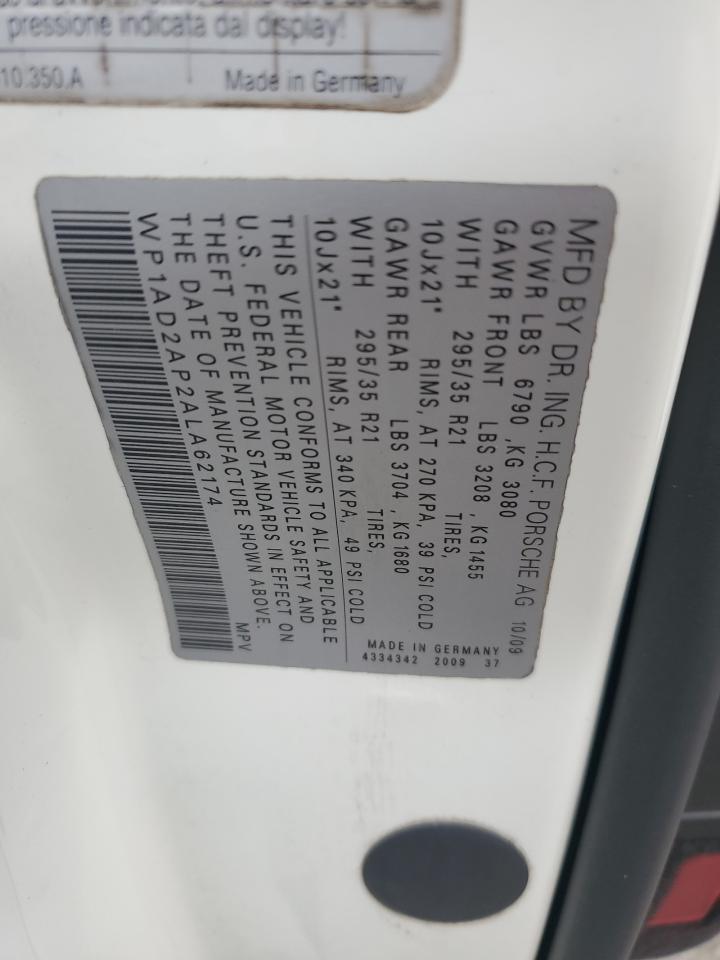 pressione indicata dal display!
10.350.A Made in Germany
MFD BY DR. ING. H.C.F. PORSCHE AG 10/09
GVWR LBS 6790 ,KG 3080
GAWR FRONT LBS 3208 , KG 1455
WITH 295/35 R21 TIRES,
10Jx21" RIMS, AT 270 KPA, 39 PSI COLD
GAWR REAR LBS 3704 , KG 1680
WITH 295/35 R21 TIRES,
10Jx21" RIMS, AT 340 KPA, 49 PSI COLD
MADE IN GERMANY
4334342 2009 37
THIS VEHICLE CONFORMS TO ALL APPLICABLE
U.S. FEDERAL MOTOR VEHICLE SAFETY AND
THEFT PREVENTION STANDARDS IN EFFECT ON
THE DATE OF MANUFACTURE SHOWN ABOVE.
WP1AD2AP2ALA62174 MPV